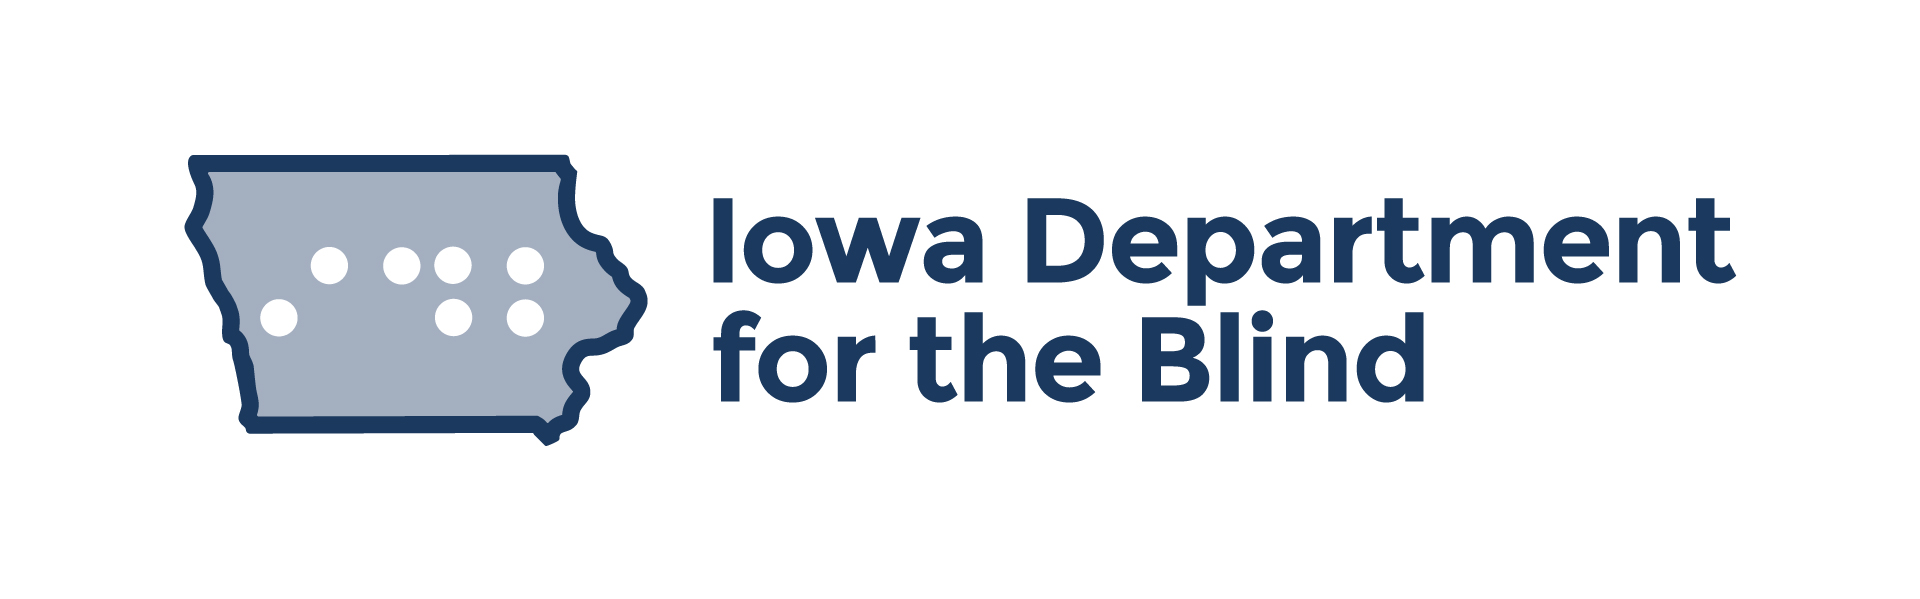 ⠊⠙⠃
Iowa Department
for the Blind